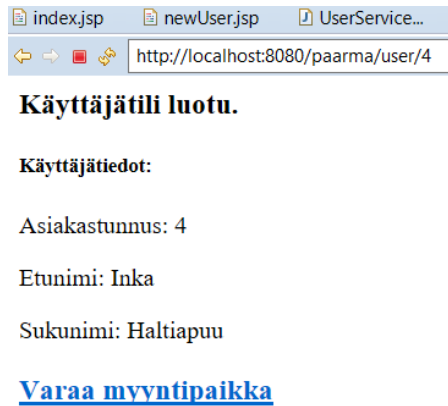 index.jsp newUser.jsp UserService...
http://localhost:8080/paarma/user/4
Käyttäjätili luotu.
Käyttäjätiedot:
Asiakastunnus: 4
Etunimi: Inka
Sukunimi: Haltiapuu
Varaa myyntipaikka